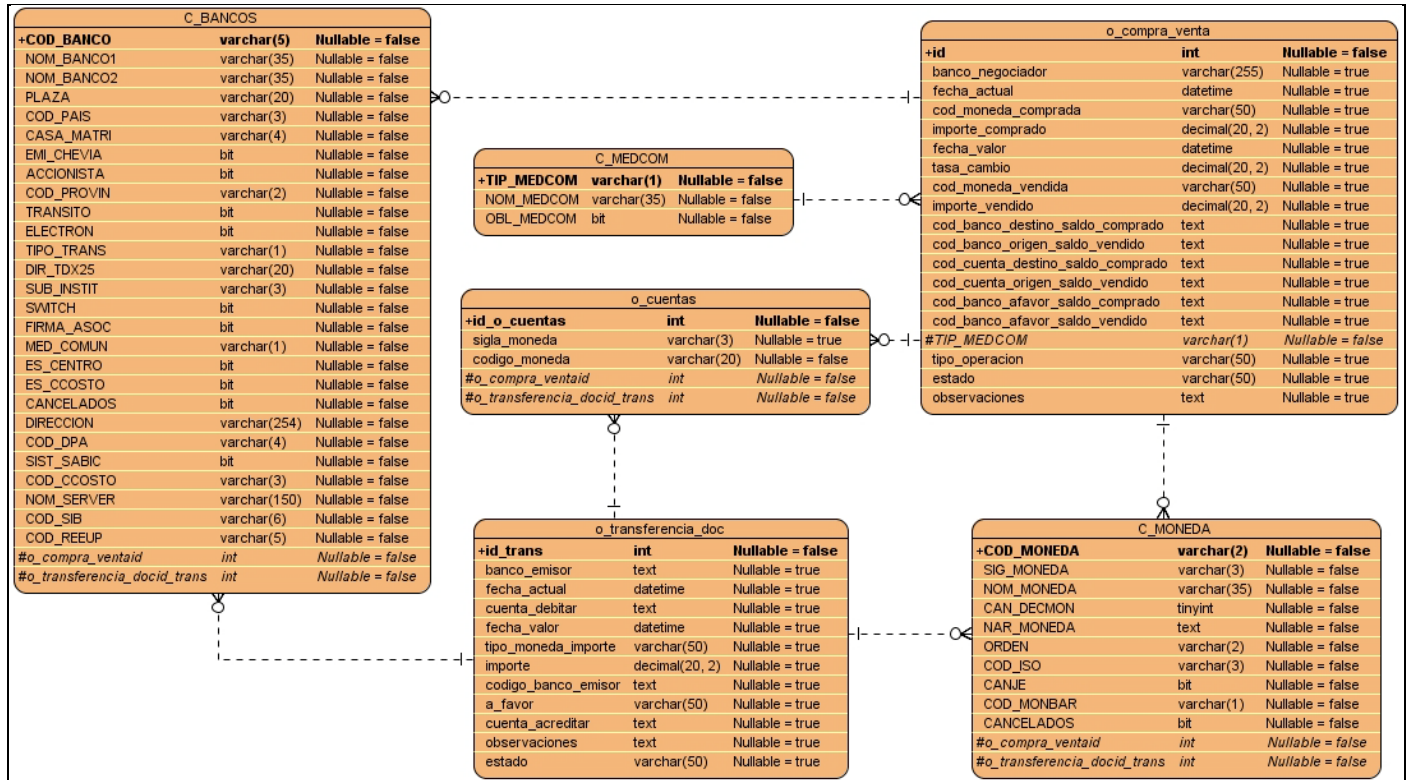 C_BANCOS
+COD_BANCO varchar(5) Nullable = false
NOM_BANCO1 varchar(35) Nullable = false
NOM_BANCO2 varchar(35) Nullable = false
PLAZA varchar(20) Nullable = false
COD_PAIS varchar(3) Nullable = false
CASA_MATRI varchar(4) Nullable = false
EMI_CHEVIA bit Nullable = false
ACCIONISTA bit Nullable = false
COD_PROVIN varchar(2) Nullable = false
TRANSITO bit Nullable = false
ELECTRON bit Nullable = false
TIPO_TRANS varchar(1) Nullable = false
DIR_TDX25 varchar(20) Nullable = false
SUB_INSTIT varchar(3) Nullable = false
SWITCH bit Nullable = false
FIRMA_ASOC bit Nullable = false
MED_COMUN varchar(1) Nullable = false
ES_CENTRO bit Nullable = false
ES_CCOSTO bit Nullable = false
CANCELADOS bit Nullable = false
DIRECCION varchar(254) Nullable = false
COD_DPA varchar(4) Nullable = false
SIST_SABIC bit Nullable = false
COD_CCOSTO varchar(3) Nullable = false
NOM_SERVER varchar(150) Nullable = false
COD_SIB varchar(6) Nullable = false
COD_REEUP varchar(5) Nullable = false
#o_compra_ventaid int Nullable = false
#o_transferencia_docid_trans int Nullable = false
C_MEDCOM
+TIP_MEDCOM varchar(1) Nullable = false
NOM_MEDCOM varchar(35) Nullable = false
OBL_MEDCOM bit Nullable = false
o_cuentas
+id_o_cuentas int Nullable = false
sigla_moneda varchar(3) Nullable = true
codigo_moneda varchar(20) Nullable = false
#o_compra_ventaid int Nullable = false
#o_transferencia_docid_trans int Nullable = false
o_transferencia_doc
+id_trans int Nullable = false
banco_emisor text Nullable = true
fecha_actual datetime Nullable = true
cuenta_debitar text Nullable = true
fecha_valor datetime Nullable = true
tipo_moneda_importe varchar(50) Nullable = true
importe decimal(20, 2) Nullable = true
codigo_banco_emisor text Nullable = true
a_favor varchar(50) Nullable = true
cuenta_acreditar text Nullable = true
observaciones text Nullable = true
estado varchar(50) Nullable = true
o_compra_venta
+id int Nullable = false
banco_negociador varchar(255) Nullable = true
fecha_actual datetime Nullable = true
cod_moneda_comprada varchar(50) Nullable = true
importe_comprado decimal(20, 2) Nullable = true
fecha_valor datetime Nullable = true
tasa_cambio decimal(20, 2) Nullable = true
cod_moneda_vendida varchar(50) Nullable = true
importe_vendido decimal(20, 2) Nullable = true
cod_banco_destino_saldo_comprado text Nullable = true
cod_banco_origen_saldo_vendido text Nullable = true
cod_cuenta_destino_saldo_comprado text Nullable = true
cod_cuenta_origen_saldo_vendido text Nullable = true
cod_banco_afavor_saldo_comprado text Nullable = true
cod_banco_afavor_saldo_vendido text Nullable = true
#TIP_MEDCOM varchar(1) Nullable = false
tipo_operacion varchar(50) Nullable = true
estado varchar(50) Nullable = true
observaciones text Nullable = true
C_MONEDA
+COD_MONEDA varchar(2) Nullable = false
SIG_MONEDA varchar(3) Nullable = false
NOM_MONEDA varchar(35) Nullable = false
CAN_DECMON tinyint Nullable = false
NAR_MONEDA text Nullable = false
ORDEN varchar(2) Nullable = false
COD_ISO varchar(3) Nullable = false
CANJE bit Nullable = false
COD_MONBAR varchar(1) Nullable = false
CANCELADOS bit Nullable = false
#o_compra_ventaid int Nullable = false
#o_transferencia_docid_trans int Nullable = false